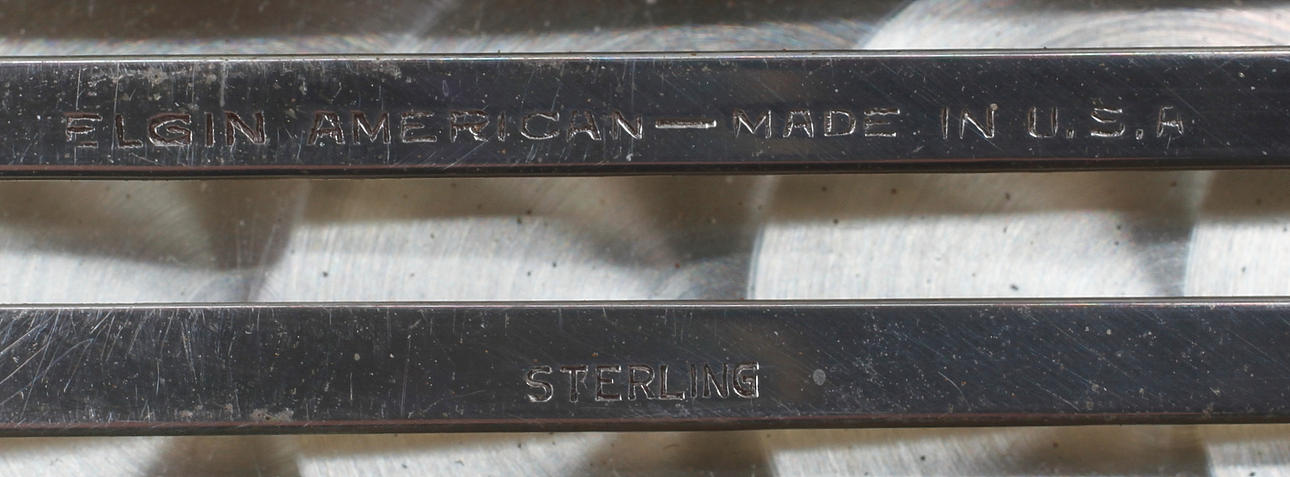 ELGIN AMERICAN — MADE IN U.S.A
STERLING